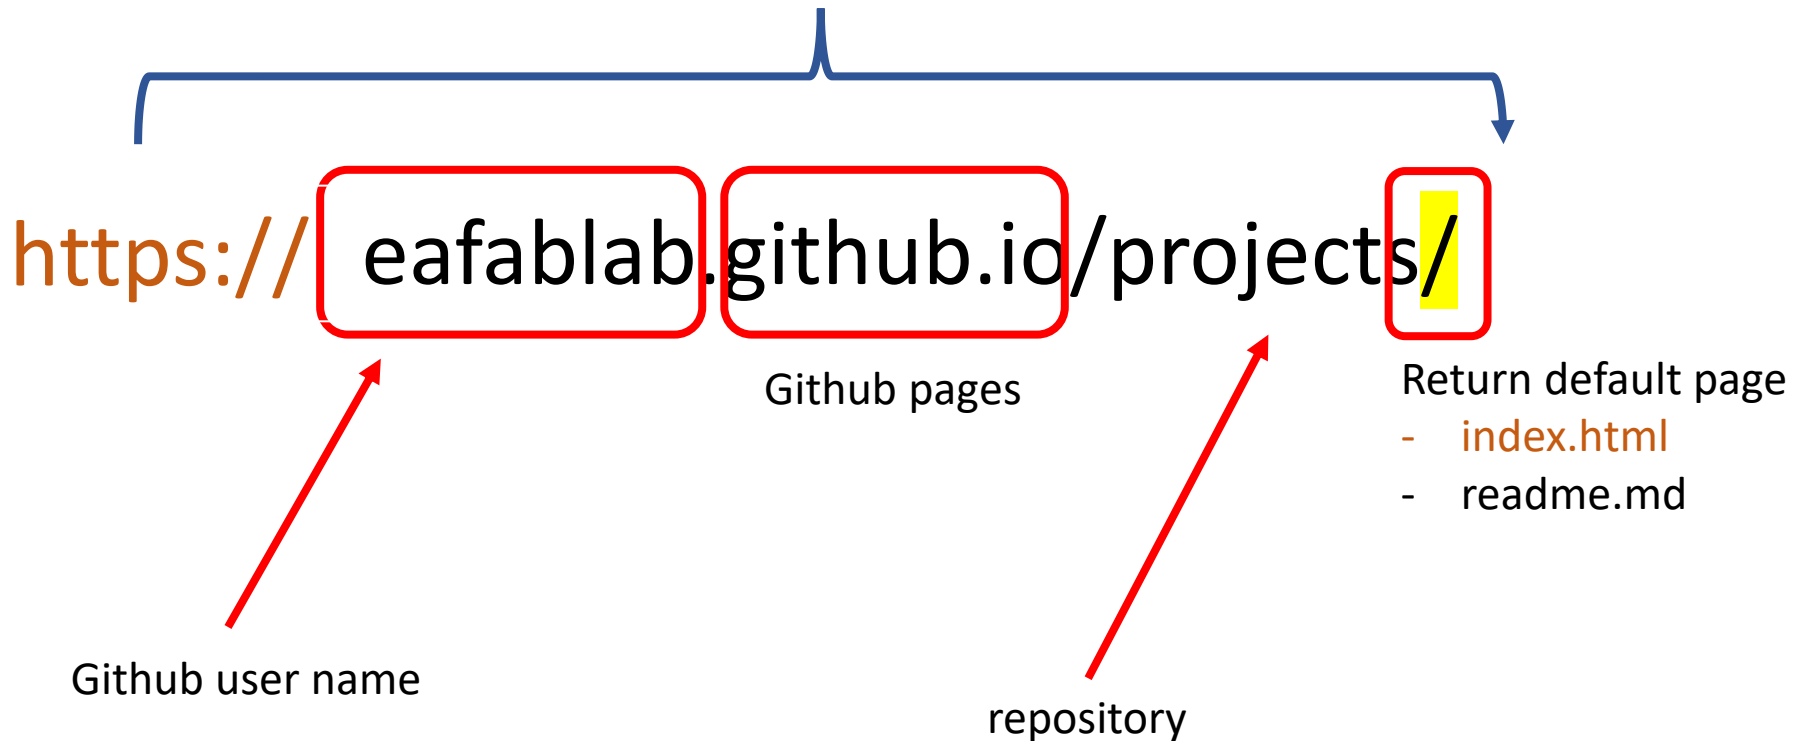 https:// eafablab.github.io/projects/
Github pages
Return default page
- index.html
- readme.md
Github user name
repository